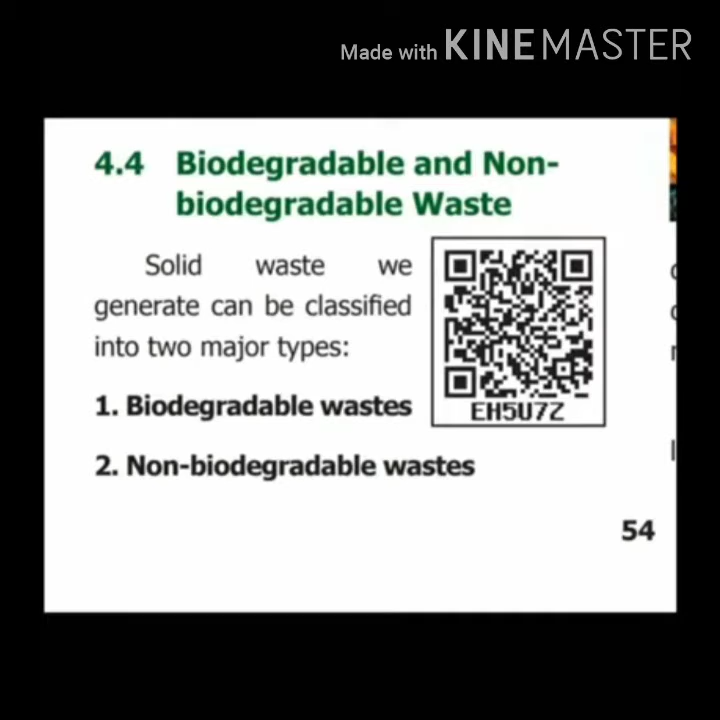 Made with KINEMASTER
4.4 Biodegradable and Non-
biodegradable Waste
Solid waste we
generate can be classified
into two major types:
1. Biodegradable wastes
EH5U7Z
2. Non-biodegradable wastes
54